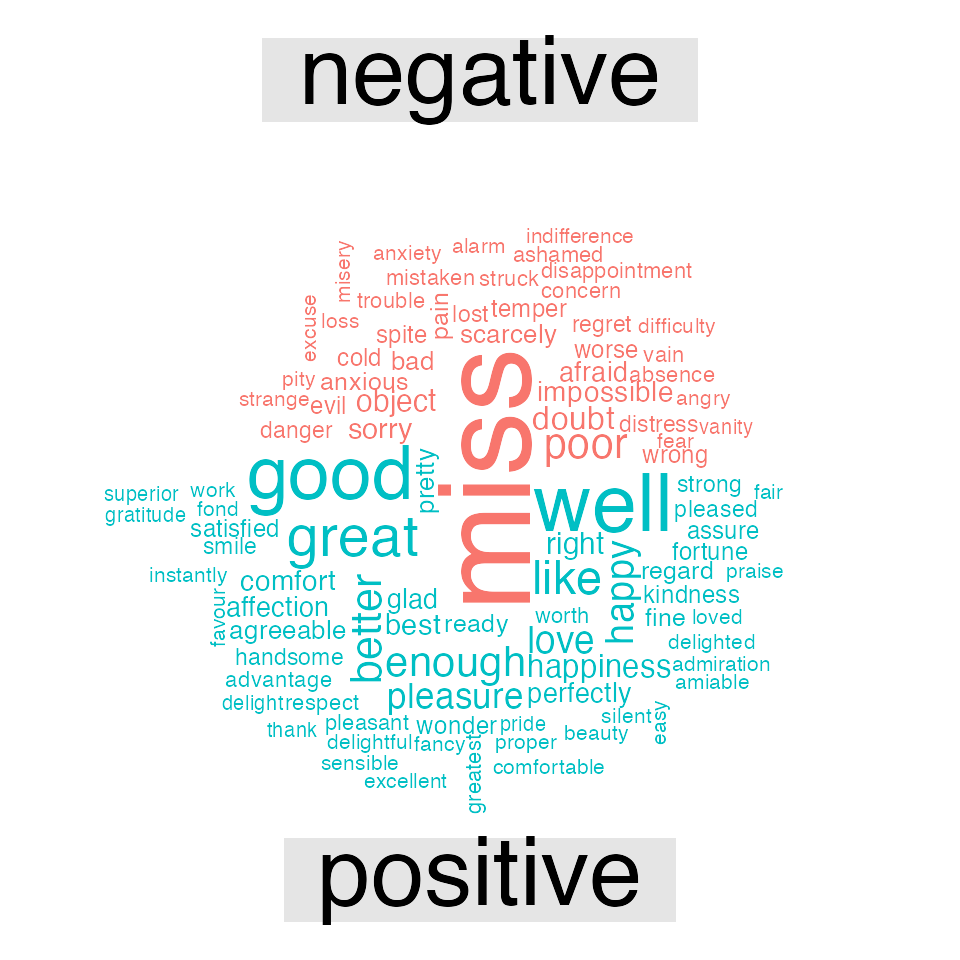 negative
indifference
alarm
anxiety
ashamed
misery
mistaken
struck
disappointment
concern
trouble
pain
lost
temper
excuse
loss
spite
scarcely
regret
difficulty
cold
bad
worse
vain
pity
anxious
afraid
absence
strange
evil
object
miss
impossible
angry
danger
sorry
doubt
poor
distress
vanity
fear
wrong
good
pretty
well
strong
fair
superior
work
gratitude
fond
pleased
satisfied
great
right
assure
smile
fortune
instantly
comfort
like
happy
regard
praise
favour
affection
better
glad
kindness
agreeable
best
ready
worth
fine
loved
love
delighted
handsome
enough
happiness
admiration
advantage
amiable
delight
respect
pleasure
perfectly
thank
pleasant
wonder
pride
silent
easy
delightful
fancy
proper
beauty
sensible
greatest
comfortable
excellent
positive